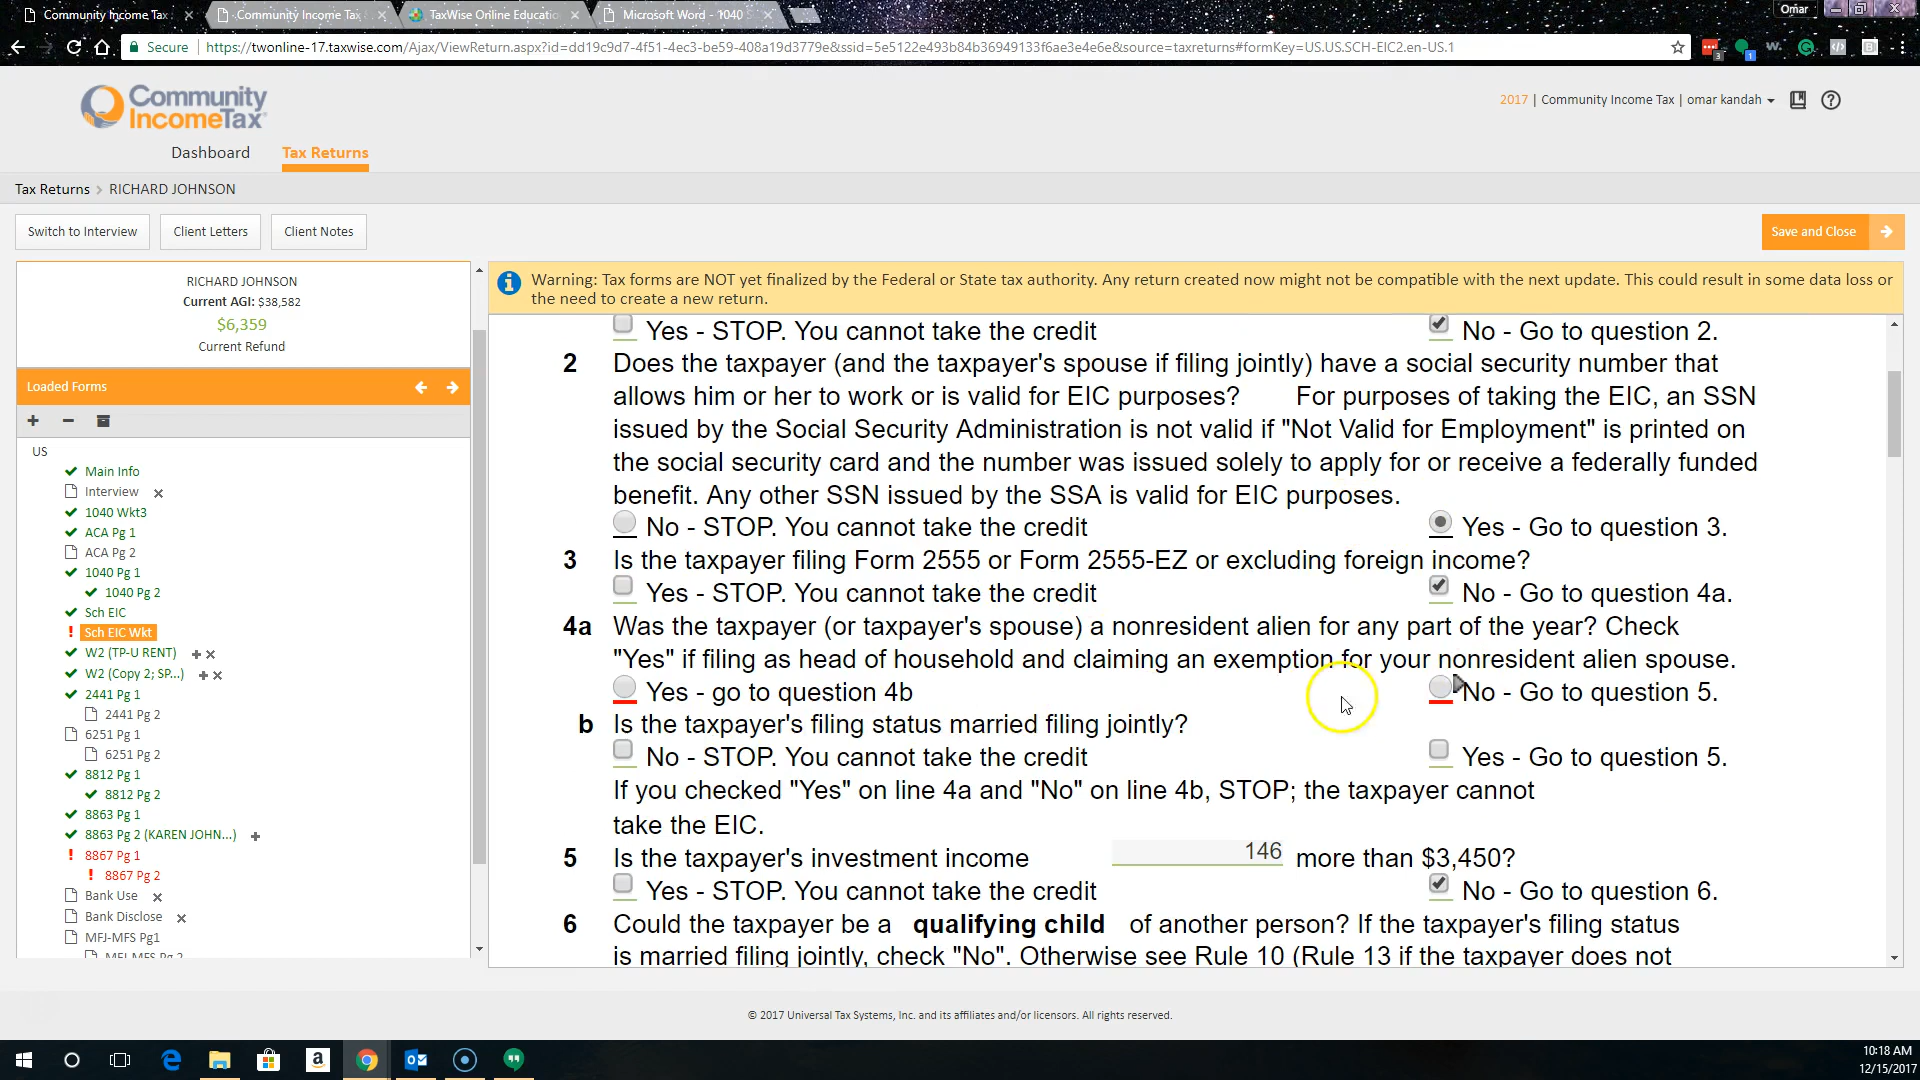 Community Income Tax
Community Income Tax
TaxWise Online Educatio
Microsoft Word - 1040 S
Omar
Secure
https://twonline-17.taxwise.com/Ajax/ViewReturn.aspx?id=dd19c9d7-4f51-4ec3-be59-408a19d3779e&ssid=5e5122e493b84b36949133f6ae3e4e6e&source=taxreturns#formKey=US.US.SCH-EIC2.en-US.1
Community
IncomeTax
2017 | Community Income Tax | omar kandah
Dashboard
Tax Returns
Tax Returns > RICHARD JOHNSON
Switch to Interview
Client Letters
Client Notes
Save and Close
RICHARD JOHNSON
Current AGI: $38,582
$6,359
Current Refund
Loaded Forms
US
Main Info
Interview
1040 Wkt3
ACA Pg 1
ACA Pg 2
1040 Pg 1
1040 Pg 2
Sch EIC
Sch EIC Wkt
W2 (TP-U RENT)
W2 (Copy 2; SP...)
2441 Pg 1
2441 Pg 2
6251 Pg 1
6251 Pg 2
8812 Pg 1
8812 Pg 2
8863 Pg 1
8863 Pg 2 (KAREN JOHN...)
8867 Pg 1
8867 Pg 2
Bank Use
Bank Disclose
MFJ-MFS Pg1
MFJ-MFS Pg 2
Warning: Tax forms are NOT yet finalized by the Federal or State tax authority. Any return created now might not be compatible with the next update. This could result in some data loss or
the need to create a new return.
Yes - STOP. You cannot take the credit
No - Go to question 2.
2 Does the taxpayer (and the taxpayer's spouse if filing jointly) have a social security number that
allows him or her to work or is valid for EIC purposes? For purposes of taking the EIC, an SSN
issued by the Social Security Administration is not valid if "Not Valid for Employment" is printed on
the social security card and the number was issued solely to apply for or receive a federally funded
benefit. Any other SSN issued by the SSA is valid for EIC purposes.
No - STOP. You cannot take the credit
Yes - Go to question 3.
3 Is the taxpayer filing Form 2555 or Form 2555-EZ or excluding foreign income?
Yes - STOP. You cannot take the credit
No - Go to question 4a.
4a Was the taxpayer (or taxpayer's spouse) a nonresident alien for any part of the year? Check
"Yes" if filing as head of household and claiming an exemption for your nonresident alien spouse.
Yes - go to question 4b
No - Go to question 5.
b Is the taxpayer's filing status married filing jointly?
No - STOP. You cannot take the credit
Yes - Go to question 5.
If you checked "Yes" on line 4a and "No" on line 4b, STOP; the taxpayer cannot
take the EIC.
5 Is the taxpayer's investment income 146 more than $3,450?
Yes - STOP. You cannot take the credit
No - Go to question 6.
6 Could the taxpayer be a qualifying child of another person? If the taxpayer's filing status
is married filing jointly, check "No". Otherwise see Rule 10 (Rule 13 if the taxpayer does not
© 2017 Universal Tax Systems, Inc. and its affiliates and/or licensors. All rights reserved.
10:18 AM
12/15/2017